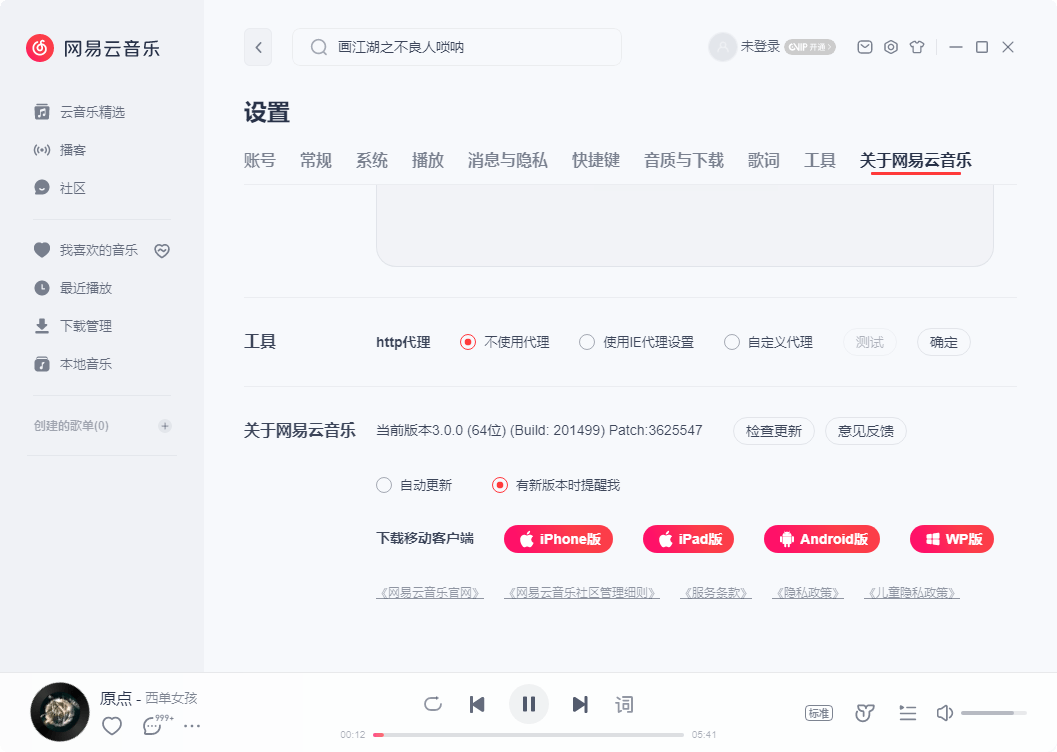 网易云音乐
画江湖之不良人唢呐
未登录
VIP 开通
云音乐精选
播客
社区
我喜欢的音乐
最近播放
下载管理
本地音乐
创建的歌单(0)
设置
账号 常规 系统 播放 消息与隐私 快捷键 音质与下载 歌词 工具 关于网易云音乐
工具 http代理 不使用代理 使用IE代理设置 自定义代理 测试 确定
关于网易云音乐 当前版本3.0.0 (64位) (Build: 201499) Patch:3625547 检查更新 意见反馈
自动更新 有新版本时提醒我
下载移动客户端 iPhone版 iPad版 Android版 WP版
《网易云音乐官网》 《网易云音乐社区管理细则》 《服务条款》 《隐私政策》 《儿童隐私政策》
原点 - 西单女孩
999+
词
00:12
05:41
标准